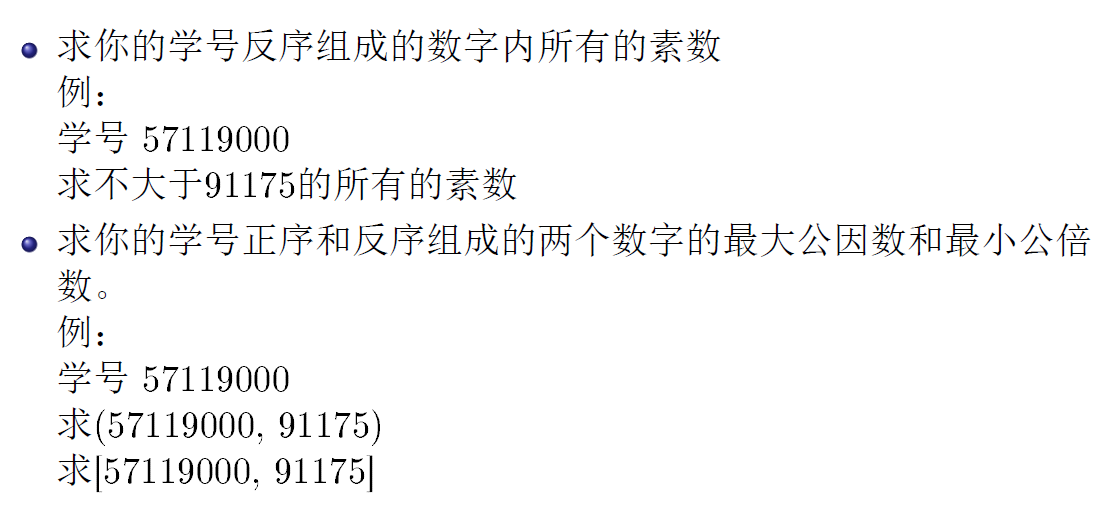 求你的学号反序组成的数字内所有的素数
例：
学号 57119000
求不大于91175的所有的素数
求你的学号正序和反序组成的两个数字的最大公因数和最小公倍
数。
例：
学号 57119000
求(57119000, 91175)
求[57119000, 91175]